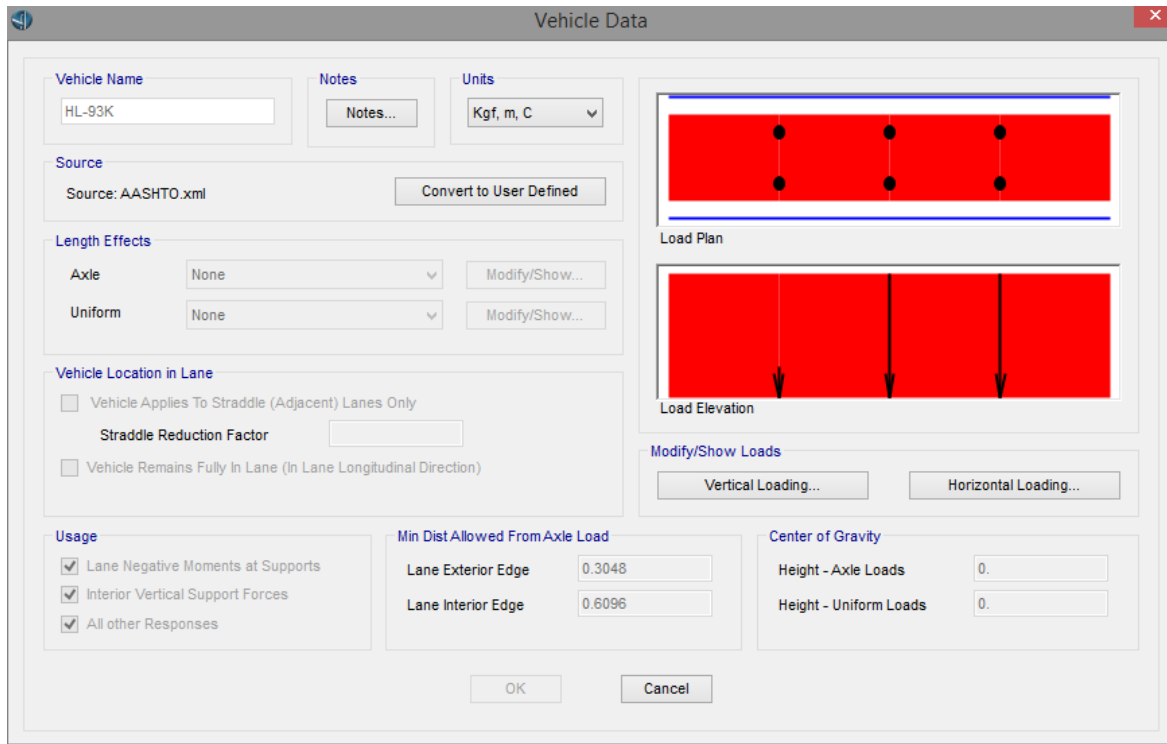 Vehicle Data
Vehicle Name
HL-93K
Notes
Notes...
Units
Kgf, m, C
Source
Source: AASHTO.xml
Convert to User Defined
Length Effects
Axle
None
Modify/Show...
Uniform
None
Modify/Show...
Vehicle Location in Lane
Vehicle Applies To Straddle (Adjacent) Lanes Only
Straddle Reduction Factor
Vehicle Remains Fully In Lane (In Lane Longitudinal Direction)
Usage
Lane Negative Moments at Supports
Interior Vertical Support Forces
All other Responses
Min Dist Allowed From Axle Load
Lane Exterior Edge
0.3048
Lane Interior Edge
0.6096
Load Plan
Load Elevation
Modify/Show Loads
Vertical Loading...
Horizontal Loading...
Center of Gravity
Height - Axle Loads
0.
Height - Uniform Loads
0.
OK
Cancel